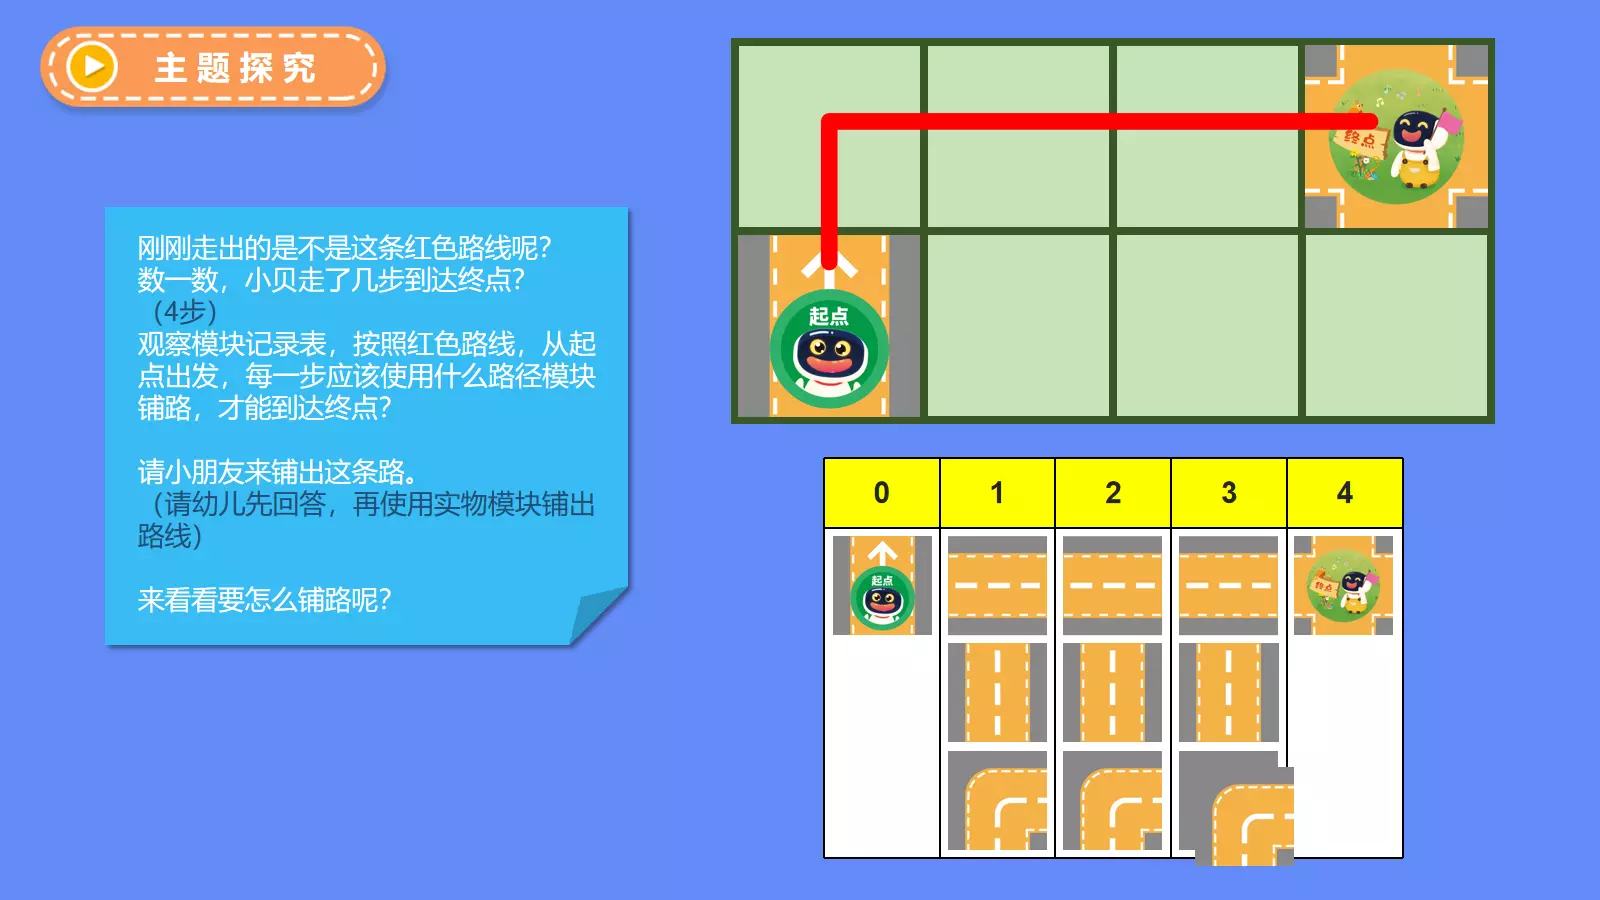 主题探究
刚刚走出的是不是这条红色路线呢？
数一数，小贝走了几步到达终点？
（4步）
观察模块记录表，按照红色路线，从起
点出发，每一步应该使用什么路径模块
铺路，才能到达终点？
请小朋友来铺出这条路。
（请幼儿先回答，再使用实物模块铺出
路线）
来看看要怎么铺路呢？
终点
起点
0 1 2 3 4
起点
终点